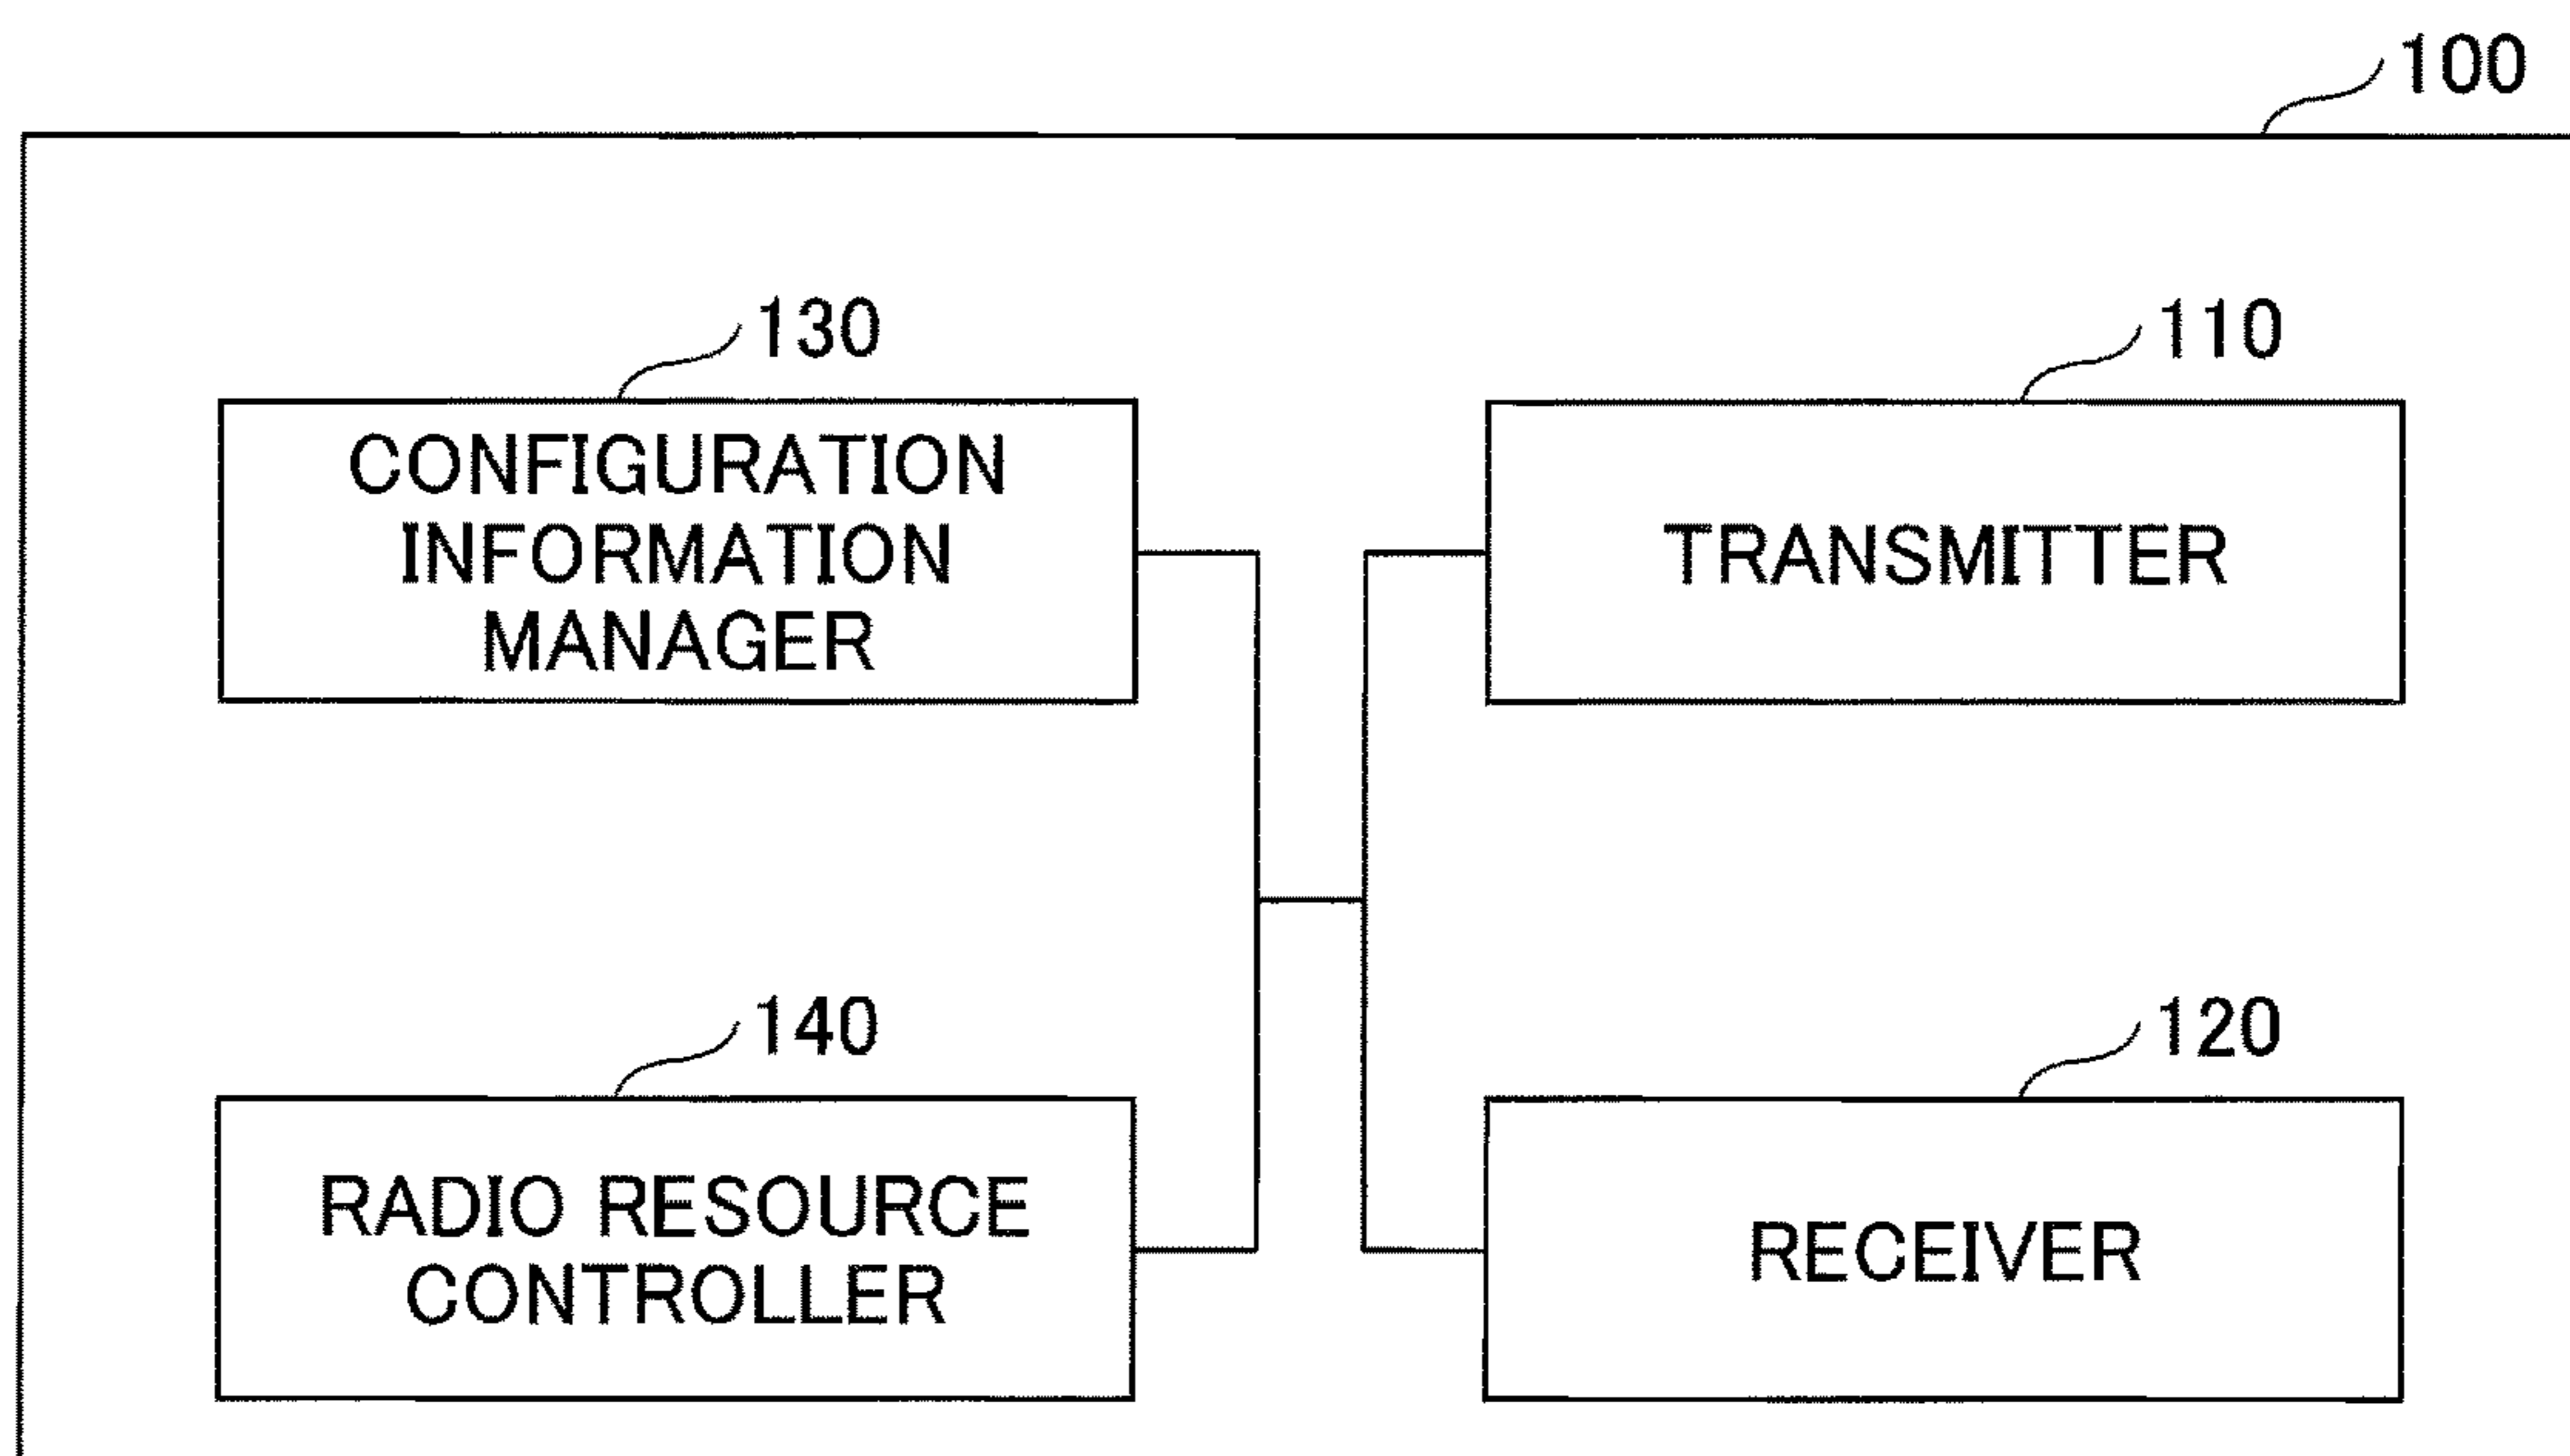 100
130
CONFIGURATION
INFORMATION
MANAGER
110
TRANSMITTER
140
RADIO RESOURCE
CONTROLLER
120
RECEIVER